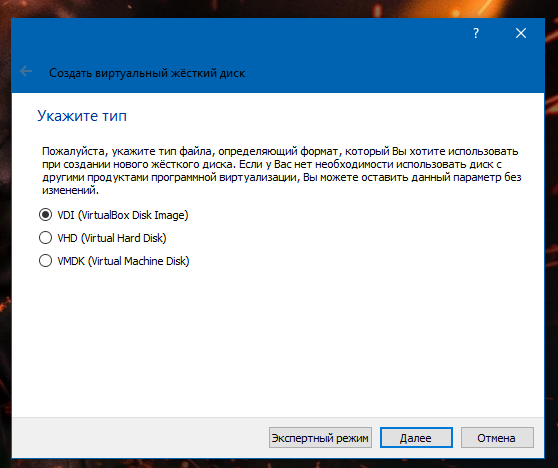 ?
Создать виртуальный жёсткий диск
Укажите тип
Пожалуйста, укажите тип файла, определяющий формат, который Вы хотите использовать
при создании нового жёсткого диска. Если у Вас нет необходимости использовать диск с
другими продуктами программной виртуализации, Вы можете оставить данный параметр без
изменений.
VDI (VirtualBox Disk Image)
VHD (Virtual Hard Disk)
VMDK (Virtual Machine Disk)
Экспертный режим Далее Отмена